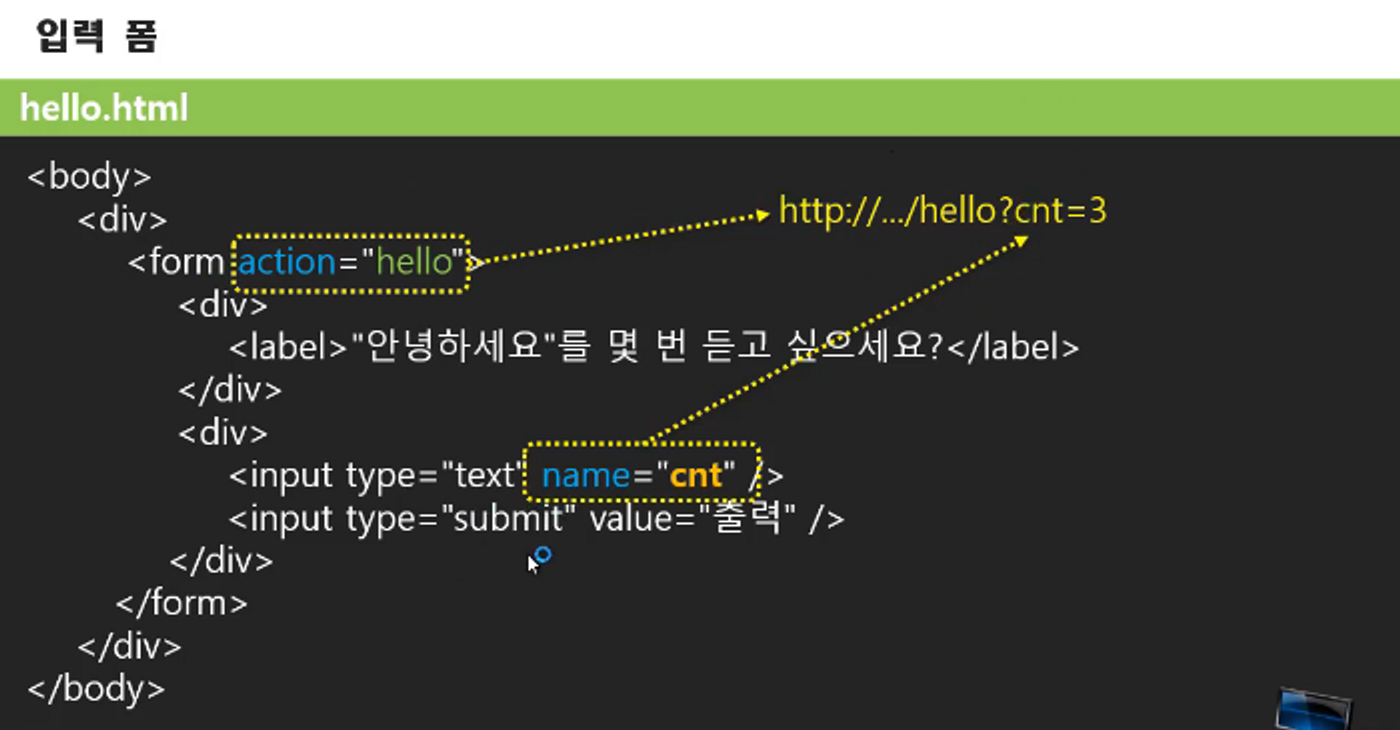 입력 폼
hello.html
<body>
<div>
http://.../hello?cnt=3
<form action="hello">
<div>
<label>"안녕하세요"를 몇 번 듣고 싶으세요?</label>
</div>
<div>
<input type="text" name="cnt" />
<input type="submit" value="출력" />
</div>
</form>
</div>
</body>